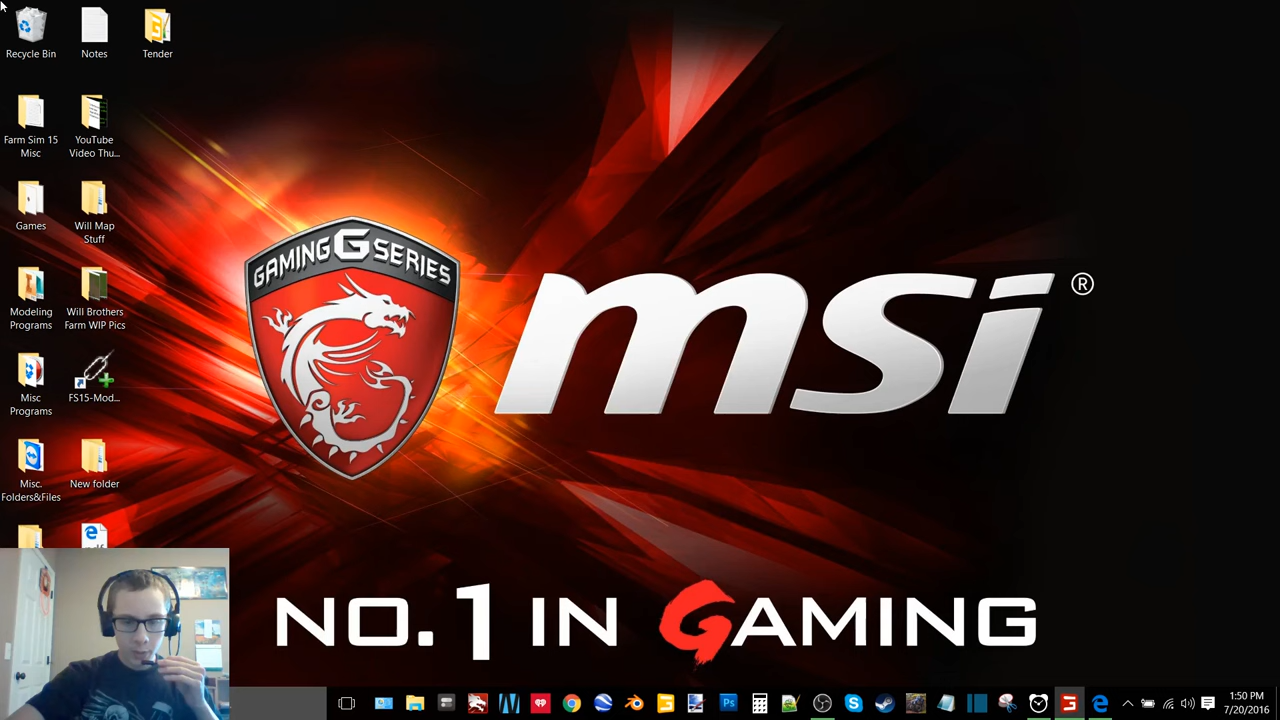 Recycle Bin
Notes
Tender
Farm Sim 15
Misc
YouTube
Video Thu...
Games
Will Map
Stuff
Modeling
Programs
Will Brothers
Farm WIP Pics
Misc
Programs
FS15-Mod...
Misc.
Folders&Files
New folder
GAMING G SERIES
msi ®
NO.1 IN GAMING
1:50 PM
7/20/2016